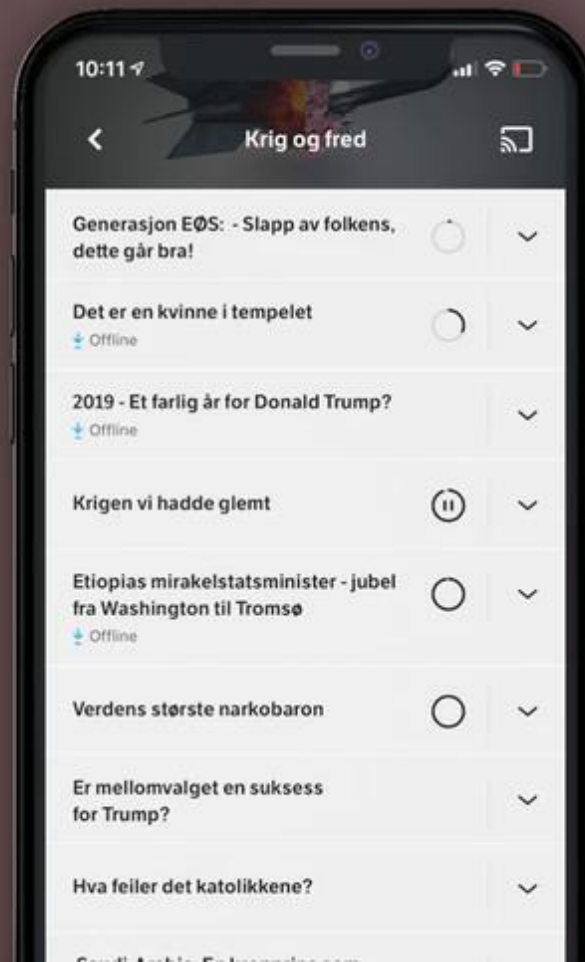 10:11
Krig og fred
Generasjon EØS: - Slapp av folkens,
dette går bra!
Det er en kvinne i tempelet
Offline
2019 - Et farlig år for Donald Trump?
Offline
Krigen vi hadde glemt
Etiopias mirakelstatsminister - jubel
fra Washington til Tromsø
Offline
Verdens største narkobaron
Er mellomvalget en suksess
for Trump?
Hva feiler det katolikkene?